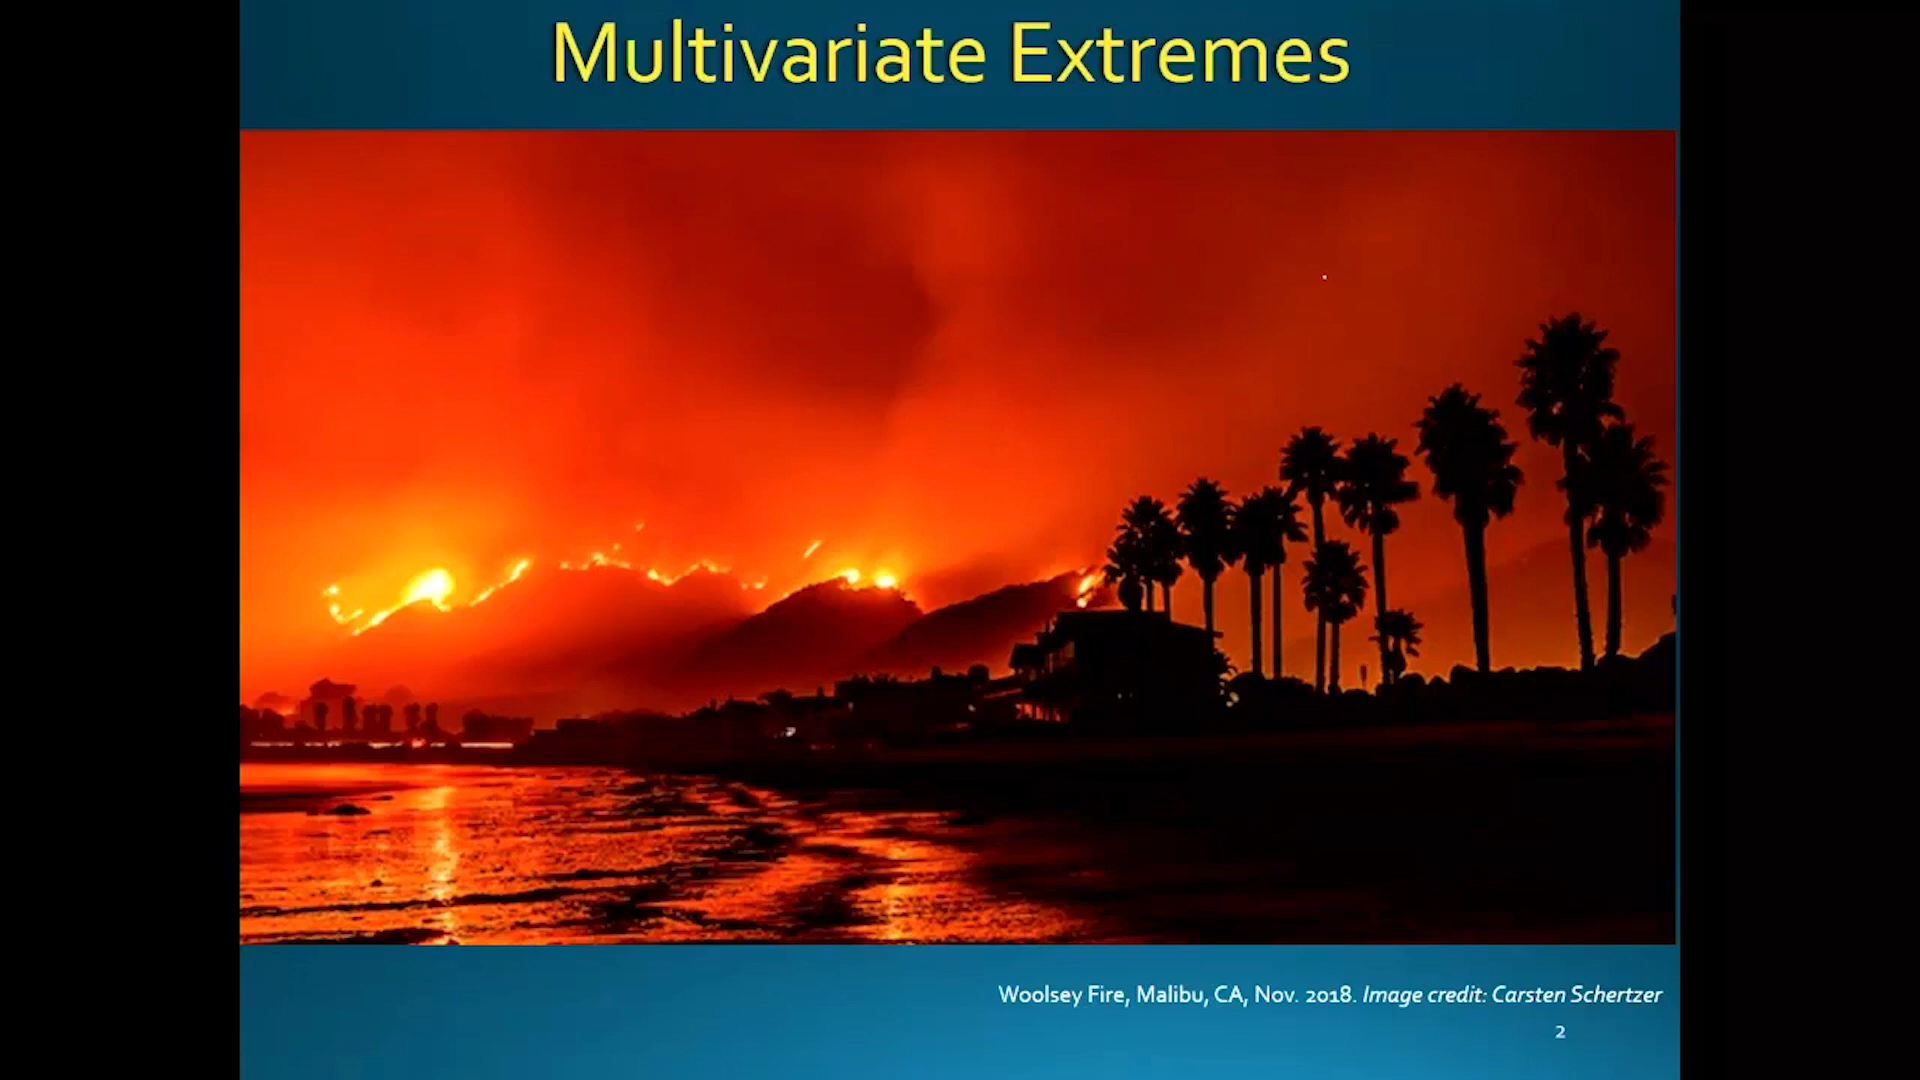 Multivariate Extremes
Woolsey Fire, Malibu, CA, Nov. 2018. Image credit: Carsten Schertzer
2